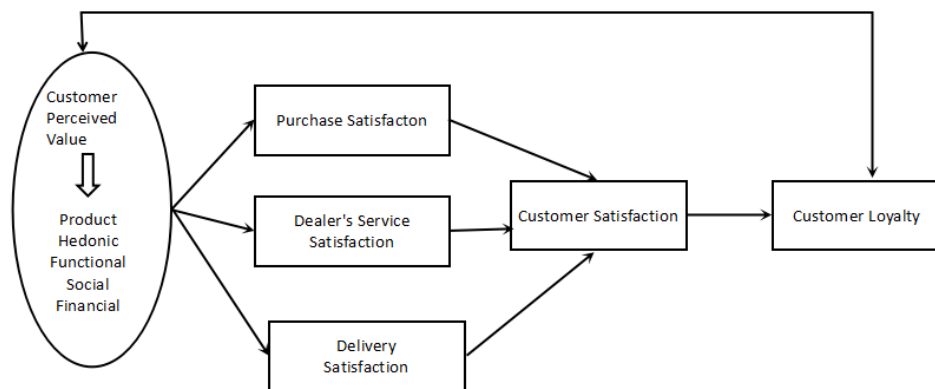 Customer
Perceived
Value
Product
Hedonic
Functional
Social
Financial
Purchase Satisfacton
Dealer's Service
Satisfaction
Delivery
Satisfaction
Customer Satisfaction
Customer Loyalty